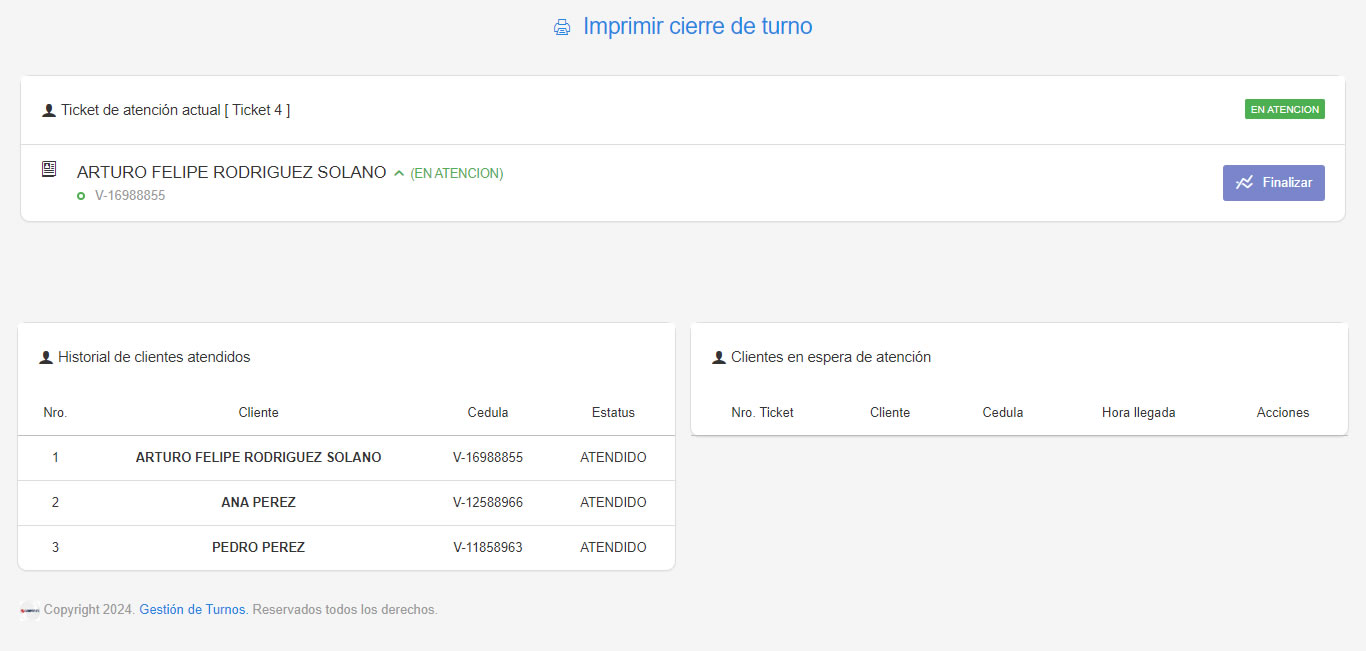 Imprimir cierre de turno
Ticket de atención actual [ Ticket 4 ]
EN ATENCION
ARTURO FELIPE RODRIGUEZ SOLANO (EN ATENCION)
V-16988855
Finalizar
Historial de clientes atendidos
Nro. Cliente Cedula Estatus
1 ARTURO FELIPE RODRIGUEZ SOLANO V-16988855 ATENDIDO
2 ANA PEREZ V-12588966 ATENDIDO
3 PEDRO PEREZ V-11858963 ATENDIDO
Clientes en espera de atención
Nro. Ticket Cliente Cedula Hora llegada Acciones
Copyright 2024. Gestión de Turnos. Reservados todos los derechos.